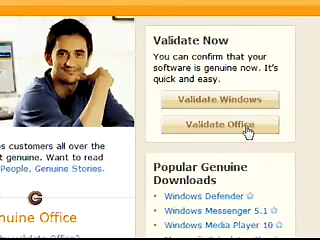 Validate Now
You can confirm that your
software is genuine now. It's
quick and easy.
Validate Windows
Validate Office
s customers all over the
t genuine. Want to read
People, Genuine Stories.
nuine Office
validate Office?
Popular Genuine
Downloads
Windows Defender
Windows Messenger 5.1
Windows Media Player 10